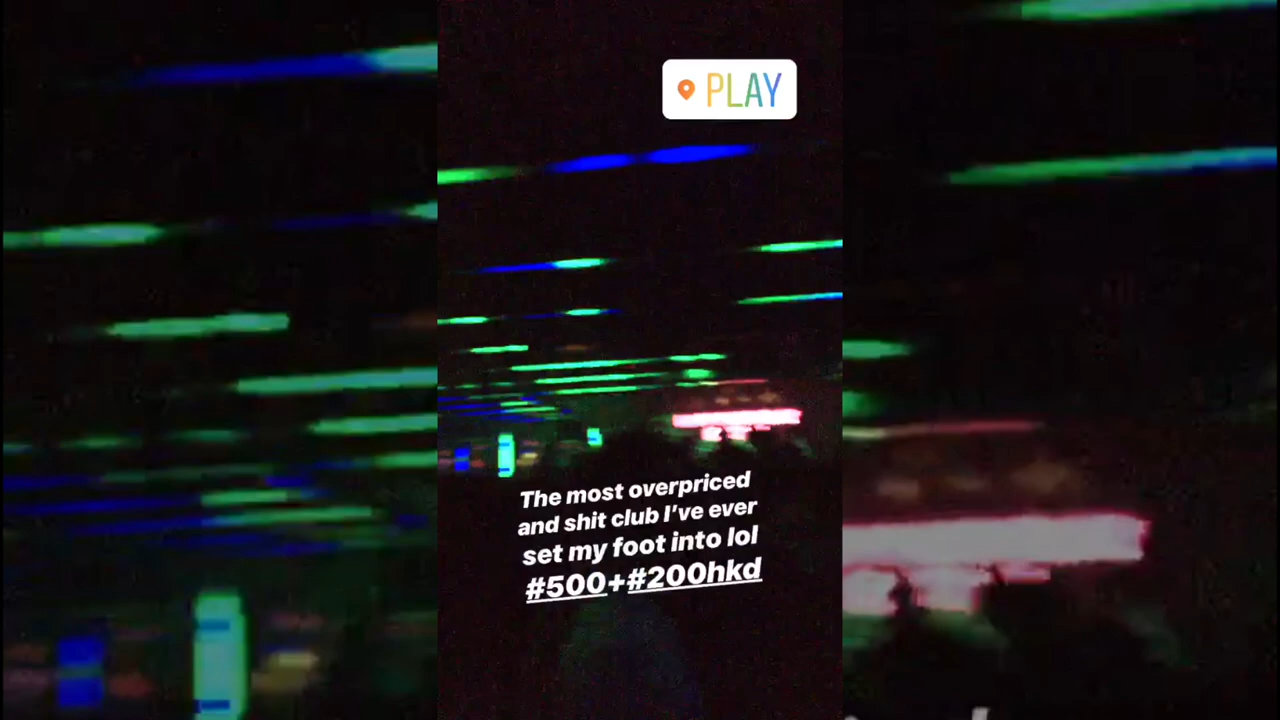 PLAY
The most overpriced
and shit club I've ever
set my foot into lol
#500+#200hkd